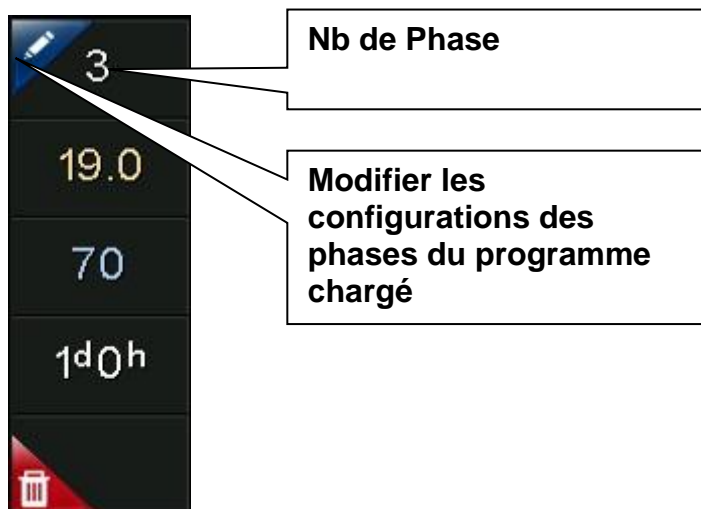 3
19.0
70
1d0h
Nb de Phase
Modifier les
configurations des
phases du programme
chargé